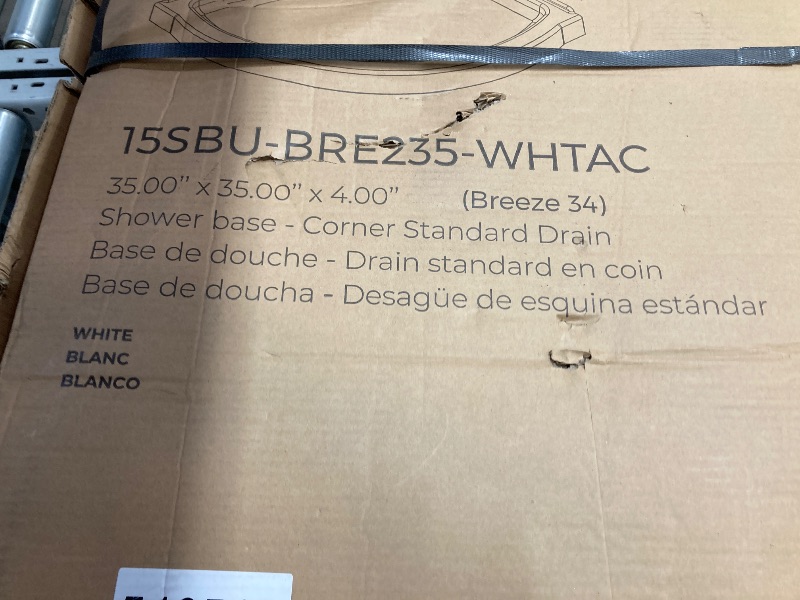 15SBU-BRE235-WHTAC
35.00” x 35.00” x 4.00” (Breeze 34)
Shower base - Corner Standard Drain
Base de douche - Drain standard en coin
Base de doucha - Desagüe de esquina estándar
WHITE
BLANC
BLANCO